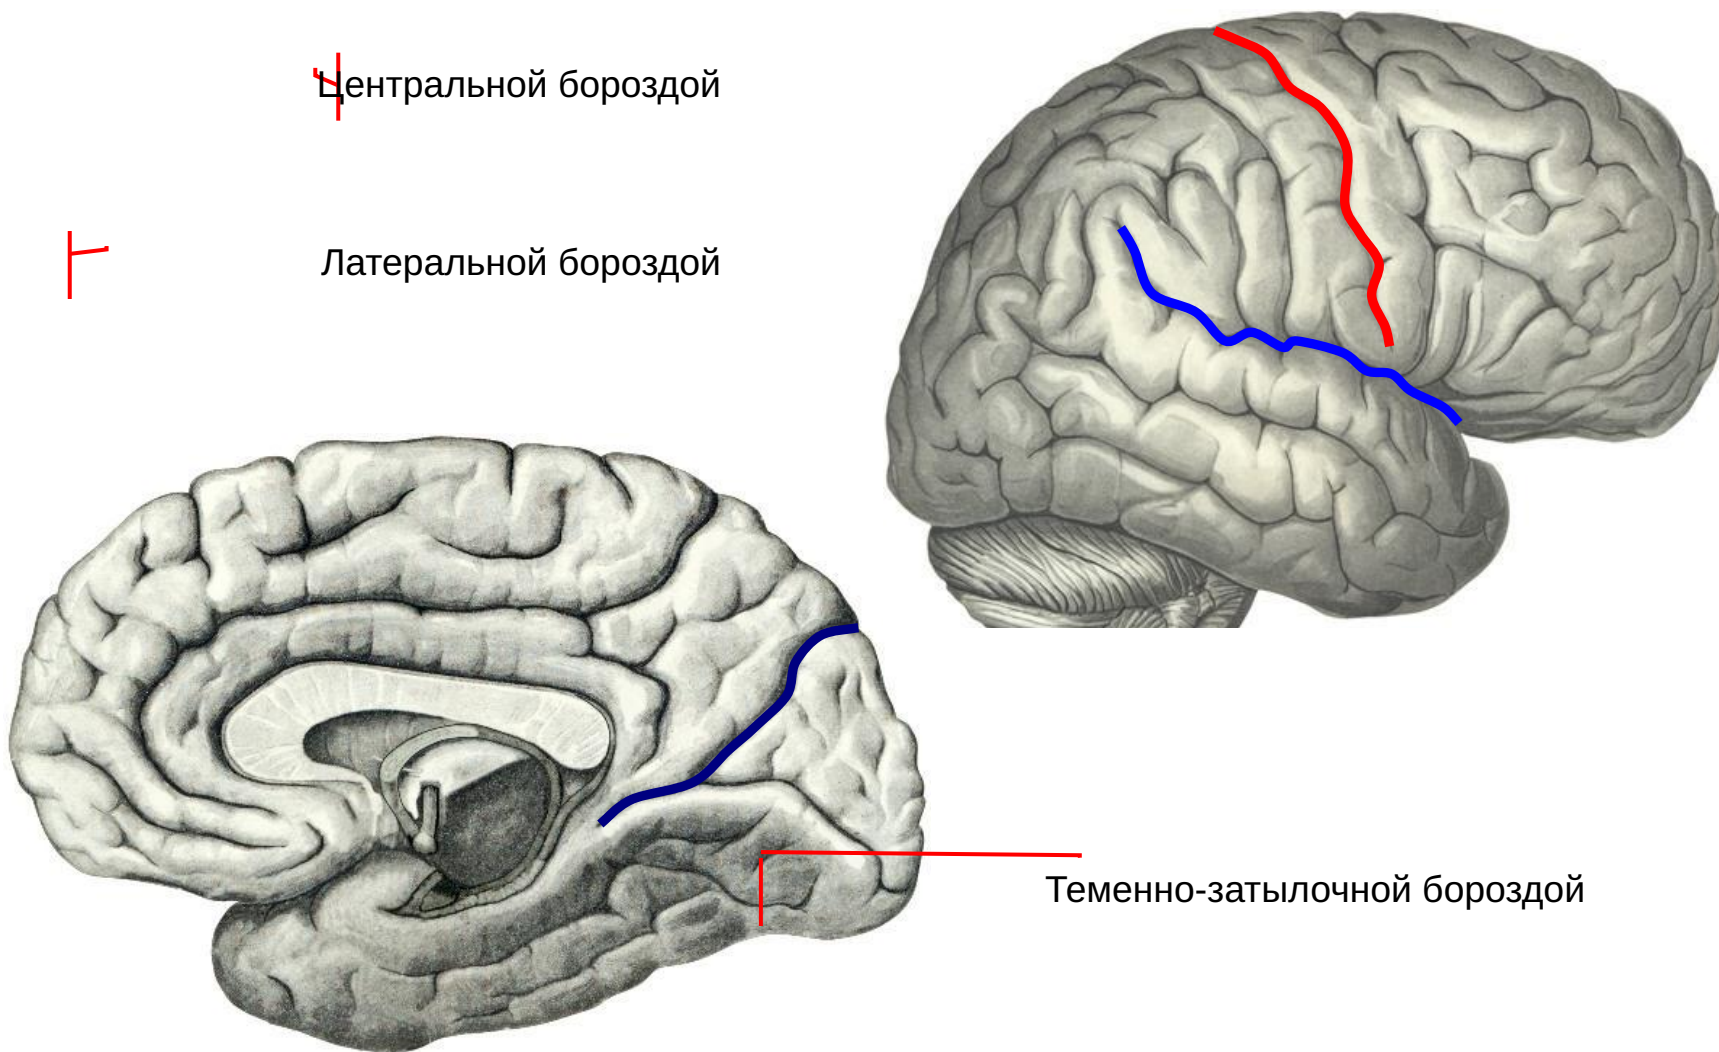 Центральной бороздой
Латеральной бороздой
Теменно-затылочной бороздой